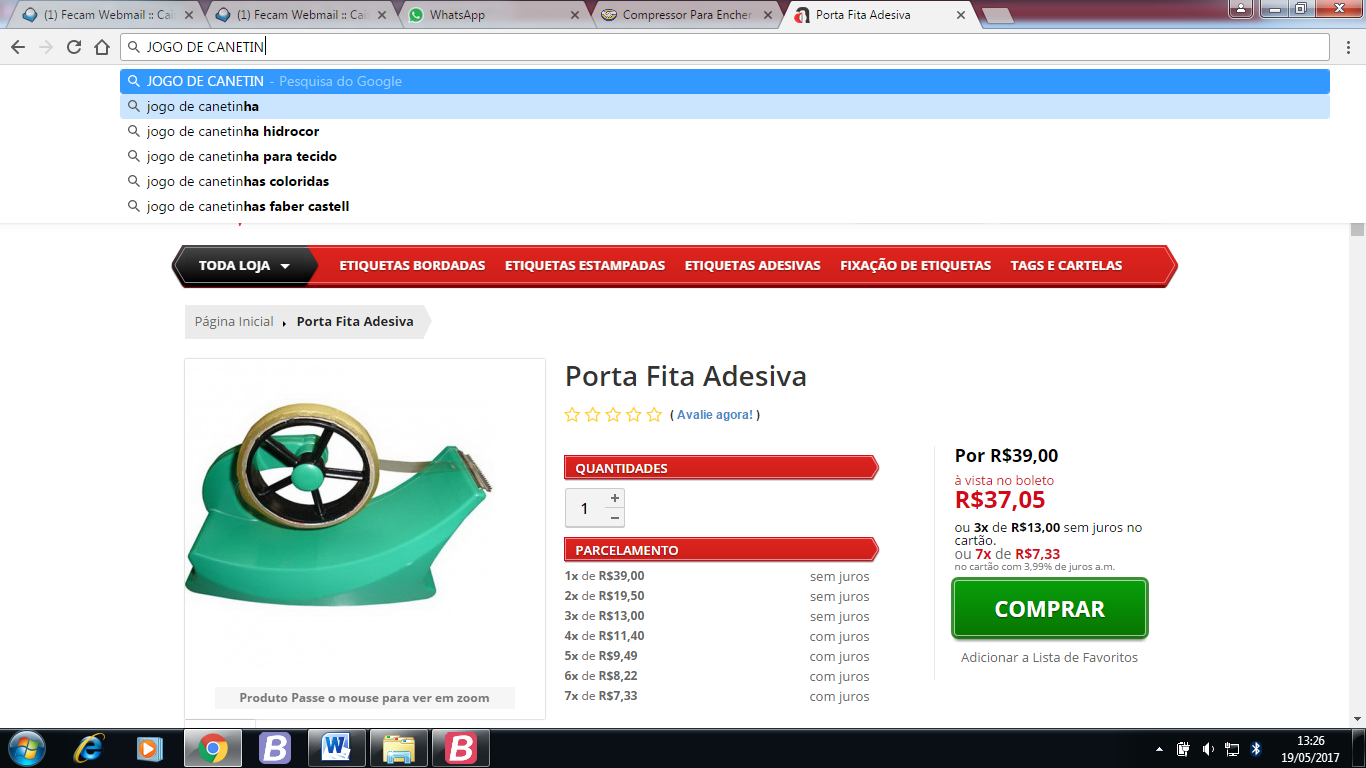 (1) Fecam Webmail :: Cai
(1) Fecam Webmail :: Cai
WhatsApp
Compressor Para Encher
Porta Fita Adesiva
JOGO DE CANETIN
JOGO DE CANETIN - Pesquisa do Google
jogo de canetinha
jogo de canetinha hidrocor
jogo de canetinha para tecido
jogo de canetinhas coloridas
jogo de canetinhas faber castell
TODA LOJA
ETIQUETAS BORDADAS
ETIQUETAS ESTAMPADAS
ETIQUETAS ADESIVAS
FIXAÇÃO DE ETIQUETAS
TAGS E CARTELAS
Página Inicial
Porta Fita Adesiva
Produto Passe o mouse para ver em zoom
Porta Fita Adesiva
( Avalie agora! )
QUANTIDADES
1
+
−
PARCELAMENTO
1x de R$39,00 sem juros
2x de R$19,50 sem juros
3x de R$13,00 sem juros
4x de R$11,40 com juros
5x de R$9,49 com juros
6x de R$8,22 com juros
7x de R$7,33 com juros
Por R$39,00
à vista no boleto
R$37,05
ou 3x de R$13,00 sem juros no
cartão.
ou 7x de R$7,33
no cartão com 3,99% de juros a.m.
COMPRAR
Adicionar a Lista de Favoritos
13:26
19/05/2017